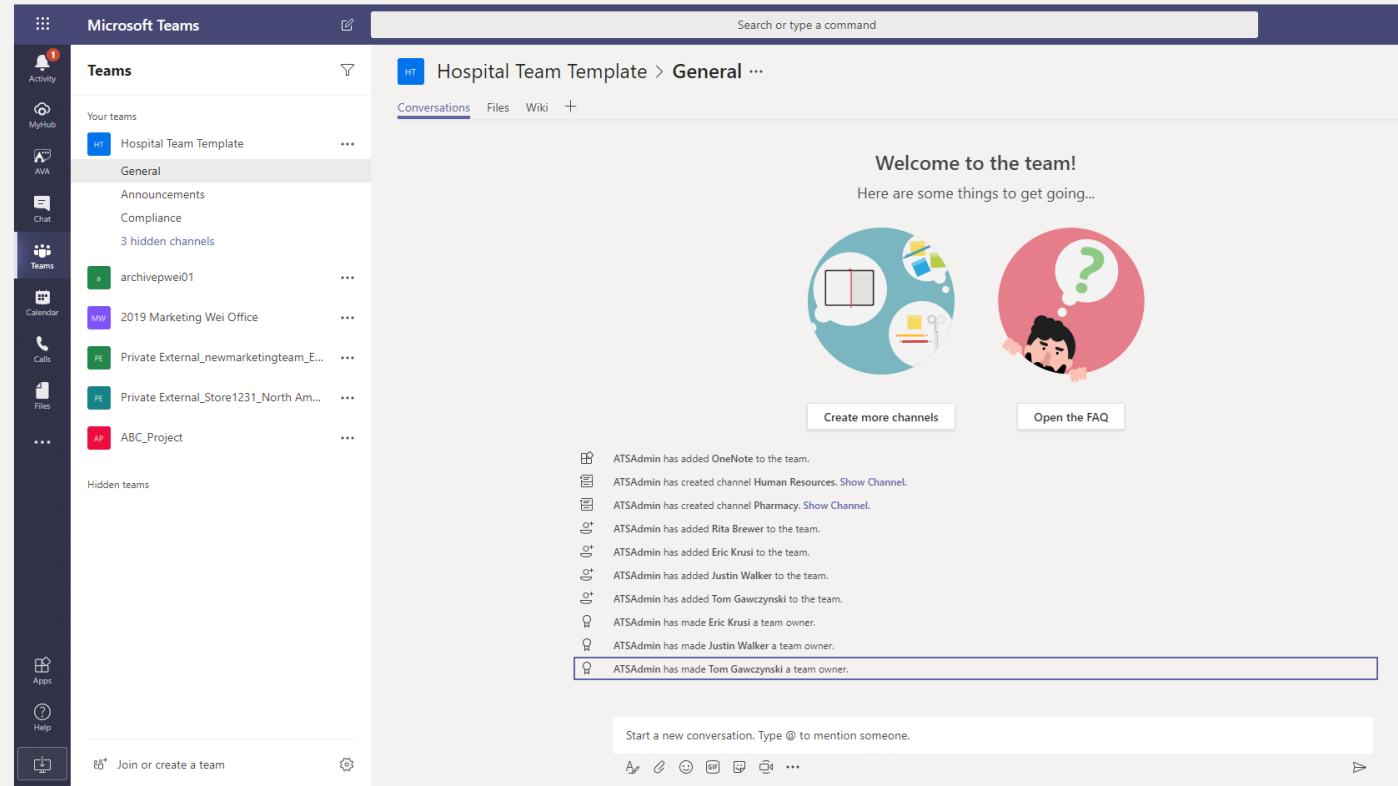 Microsoft Teams
Search or type a command
1
Activity
MyHub
AVA
Chat
Teams
Calendar
Calls
Files
Apps
Help
Teams
Your teams
HT Hospital Team Template
General
Announcements
Compliance
3 hidden channels
a archivepwei01
MW 2019 Marketing Wei Office
PE Private External_newmarketingteam_E...
PE Private External_Store1231_North Am...
AP ABC_Project
Hidden teams
Join or create a team
HT Hospital Team Template > General ...
Conversations Files Wiki +
Welcome to the team!
Here are some things to get going...
Create more channels
Open the FAQ
ATSAdmin has added OneNote to the team.
ATSAdmin has created channel Human Resources. Show Channel.
ATSAdmin has created channel Pharmacy. Show Channel.
ATSAdmin has added Rita Brewer to the team.
ATSAdmin has added Eric Krusi to the team.
ATSAdmin has added Justin Walker to the team.
ATSAdmin has added Tom Gawczynski to the team.
ATSAdmin has made Eric Krusi a team owner.
ATSAdmin has made Justin Walker a team owner.
ATSAdmin has made Tom Gawczynski a team owner.
Start a new conversation. Type @ to mention someone.
GIF